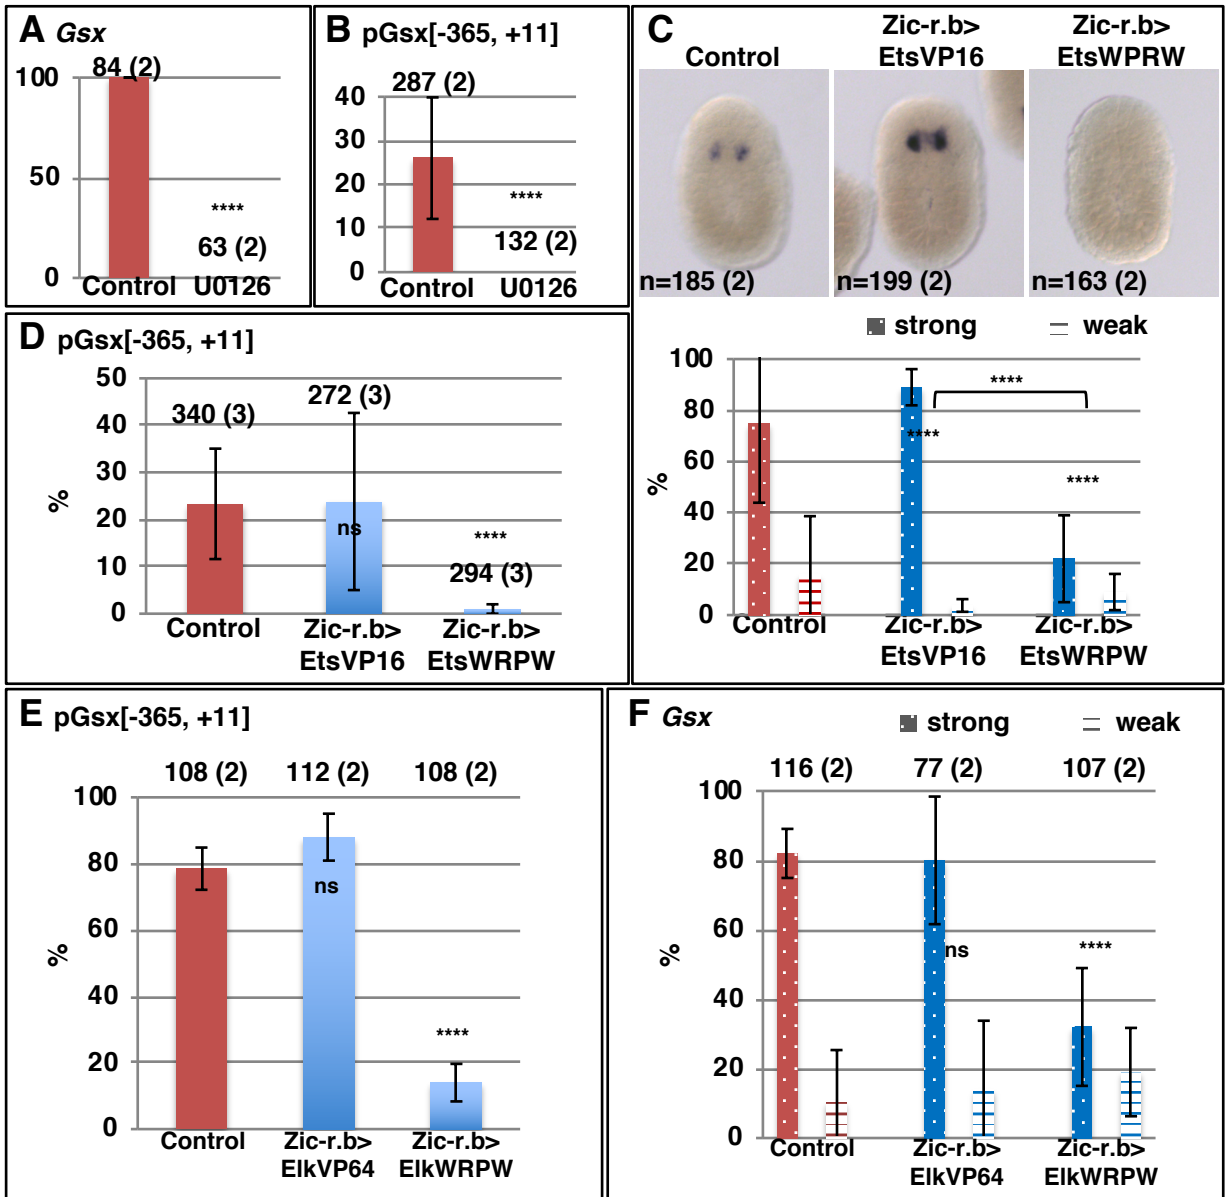 A Gsx
100
84 (2)
50
****
63 (2)
0
Control U0126
B pGsx[-365, +11]
287 (2)
40
30
20
****
10
132 (2)
0
Control U0126
C
Control
Zic-r.b>
EtsVP16
Zic-r.b>
EtsWPRW
n=185 (2)
n=199 (2)
n=163 (2)
strong weak
100
80
60
40
20
0
%
****
****
****
Control
Zic-r.b>
EtsVP16
Zic-r.b>
EtsWRPW
D pGsx[-365, +11]
50
40
30
20
10
0
%
340 (3)
272 (3)
ns
****
294 (3)
Control
Zic-r.b>
EtsVP16
Zic-r.b>
EtsWRPW
E pGsx[-365, +11]
108 (2) 112 (2) 108 (2)
100
80
60
40
20
0
%
ns
****
Control
Zic-r.b>
ElkVP64
Zic-r.b>
ElkWRPW
F Gsx
strong weak
116 (2) 77 (2) 107 (2)
100
80
60
40
20
0
%
ns
****
Control
Zic-r.b>
ElkVP64
Zic-r.b>
ElkWRPW